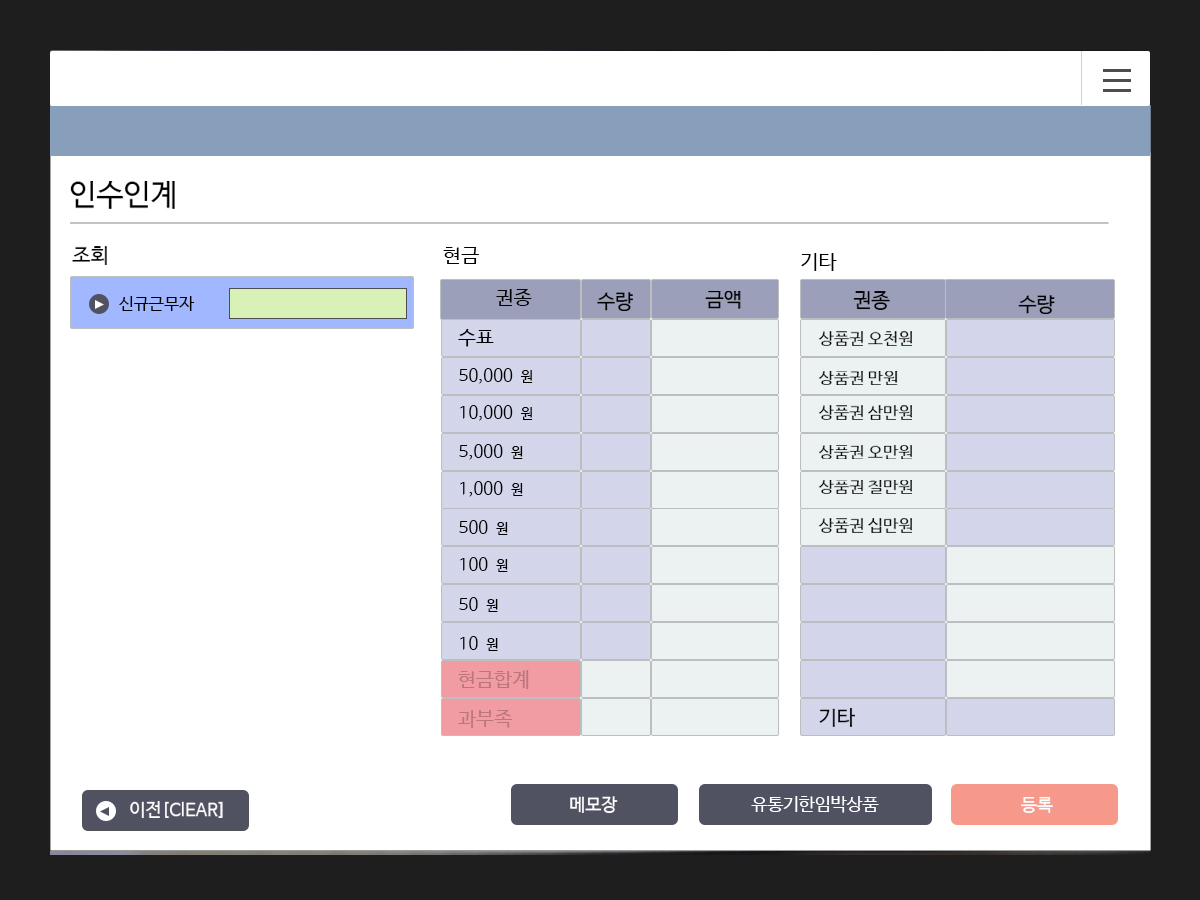 인수인계
조회
신규근무자
현금
권종 수량 금액
수표
50,000 원
10,000 원
5,000 원
1,000 원
500 원
100 원
50 원
10 원
현금합계
과부족
기타
권종 수량
상품권 오천원
상품권 만원
상품권 삼만원
상품권 오만원
상품권 질만원
상품권 십만원
기타
이전[ClEAR]
메모장
유통기한임박상품
등록